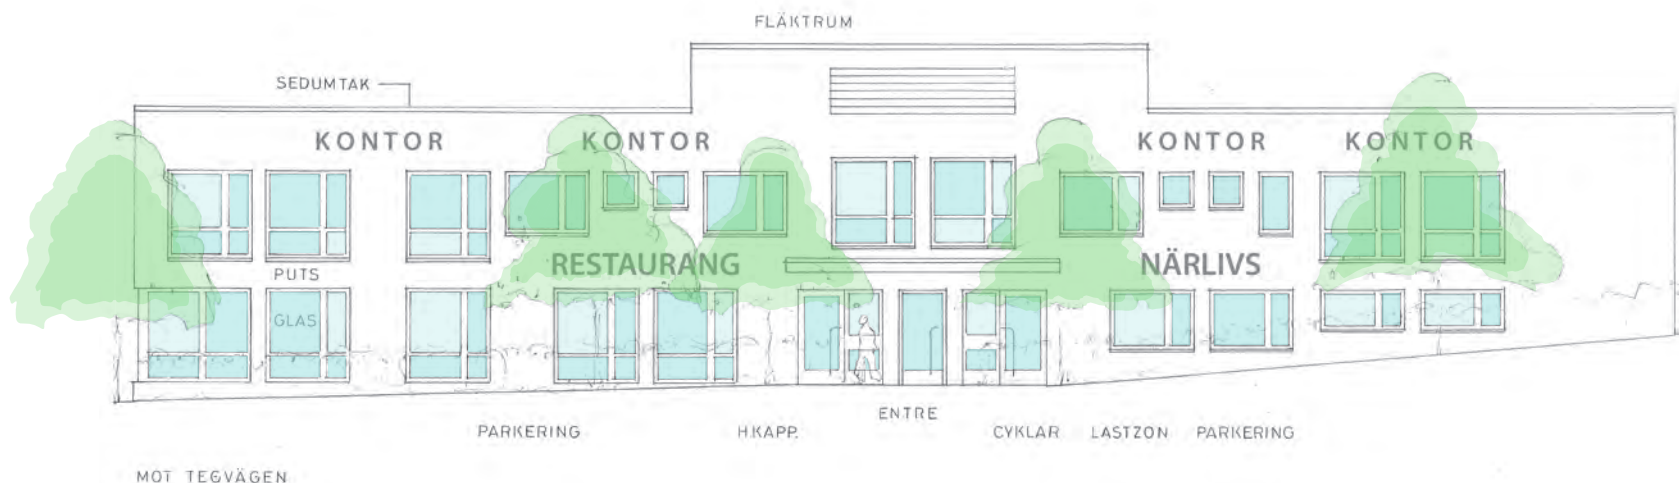 FLÄKTRUM
SEDUMTAK
KONTOR KONTOR KONTOR KONTOR
RESTAURANG NÄRLIVS
PUTS
GLAS
ENTRE
PARKERING H.KAPP. CYKLAR LASTZON PARKERING
MOT TEGVÄGEN